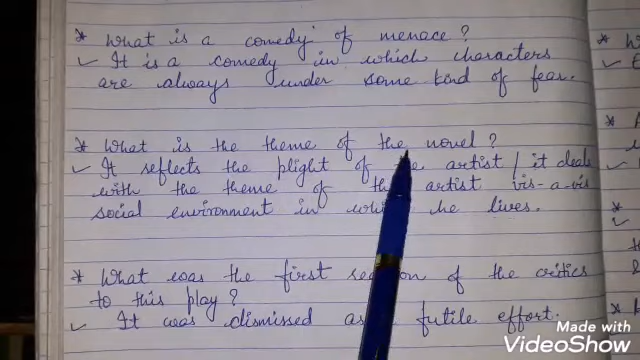 * What is a comedy of menace?
✓ It is a comedy in which characters
are always under some kind of fear.
* What is the theme of the novel?
✓ It reflects the plight of the artist / it deals
with the theme of the artist vis-a-vis
social environment in which he lives.
* What was the first of the critics
to this play?
✓ It was dismissed as futile effort.
Made with
VideoShow